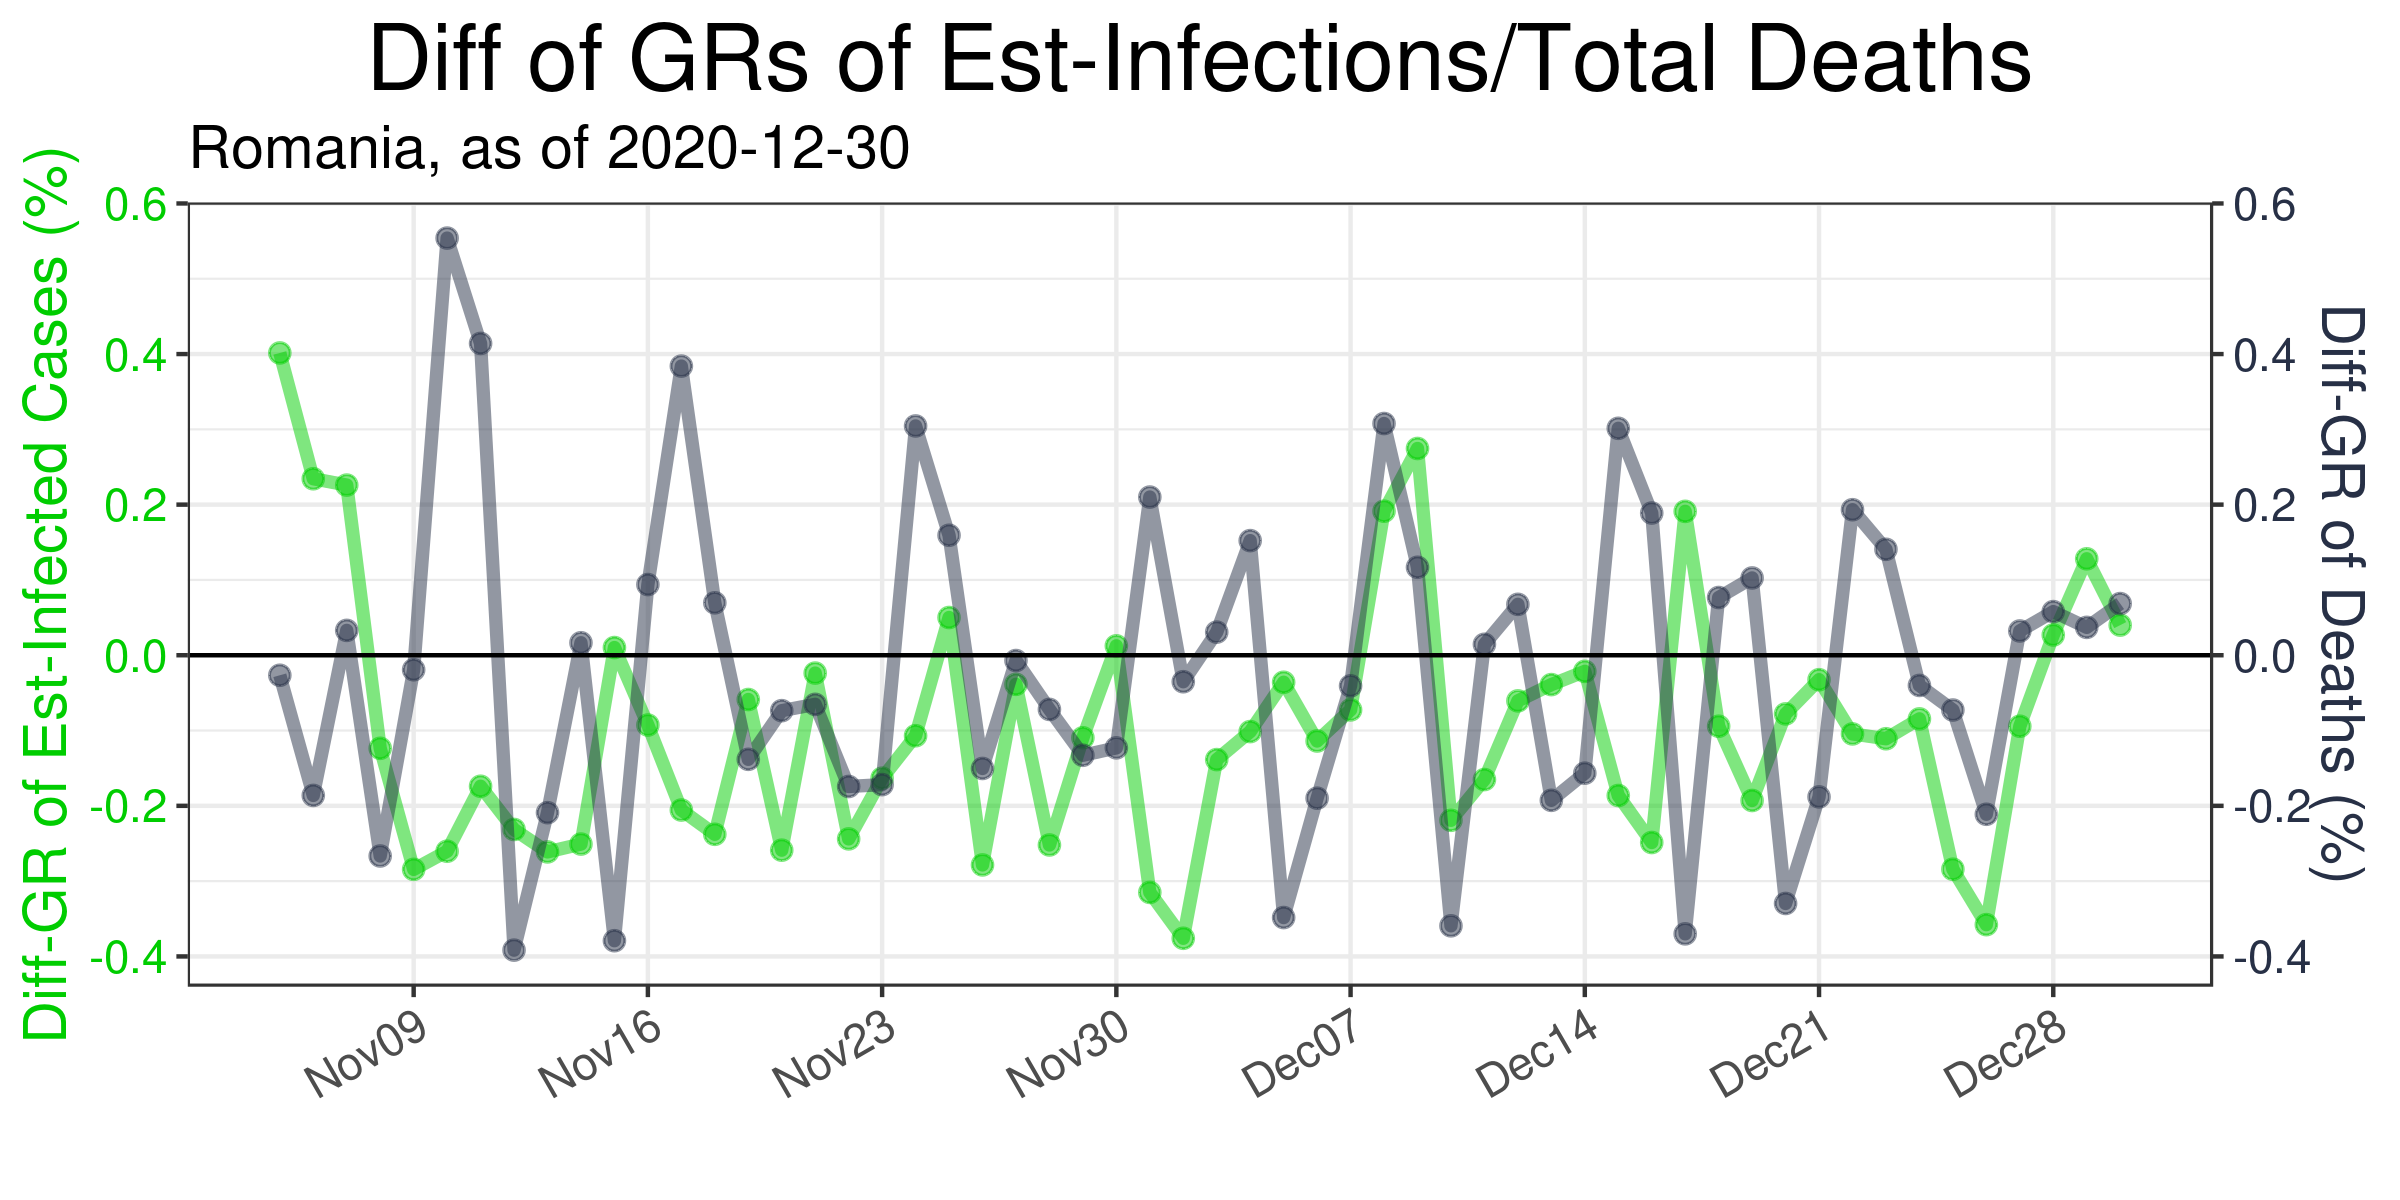 Diff of GRs of Est-Infections/Total Deaths
Romania, as of 2020-12-30
Diff-GR of Est-Infected Cases (%)
0.6
0.4
0.2
0.0
-0.2
-0.4
0.6
0.4
0.2
0.0
-0.2
-0.4
Diff-GR of Deaths (%)
Nov09
Nov16
Nov23
Nov30
Dec07
Dec14
Dec21
Dec28